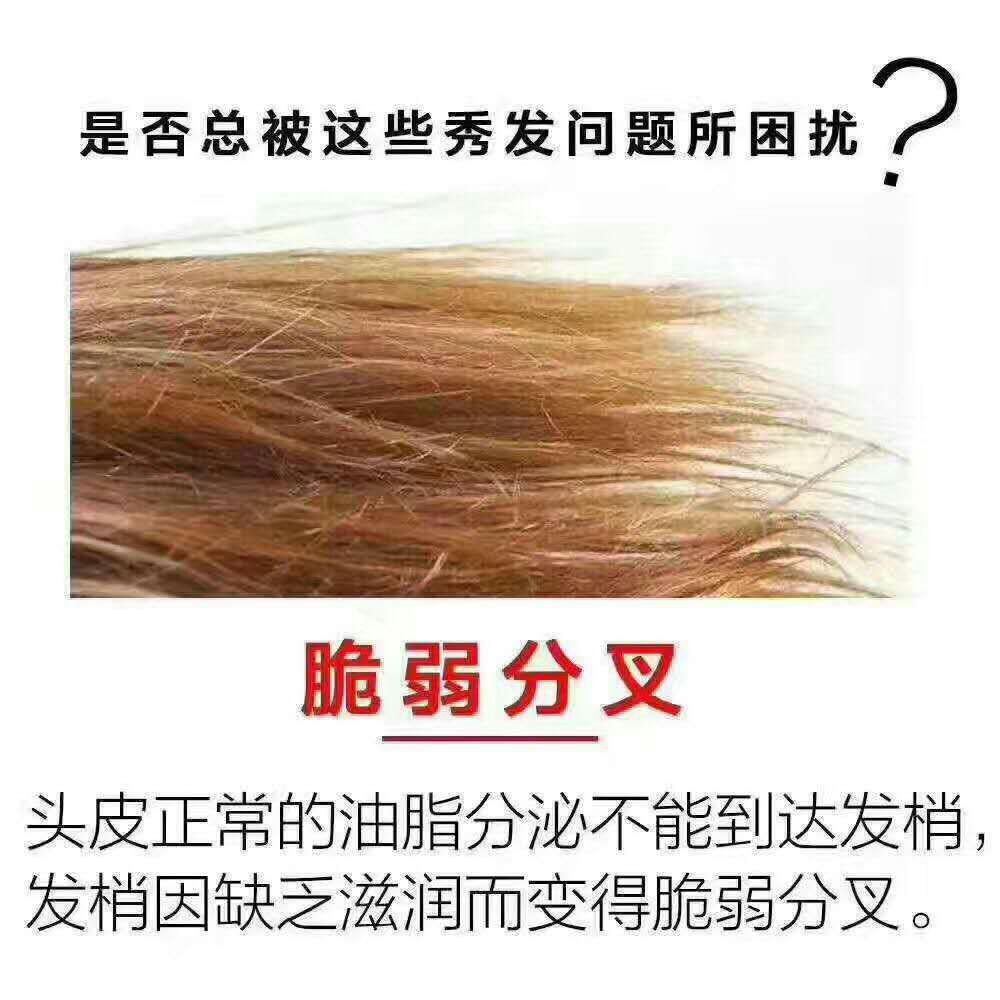 是否总被这些秀发问题所困扰?
脆弱分叉
头皮正常的油脂分泌不能到达发梢,
发梢因缺乏滋润而变得脆弱分叉。